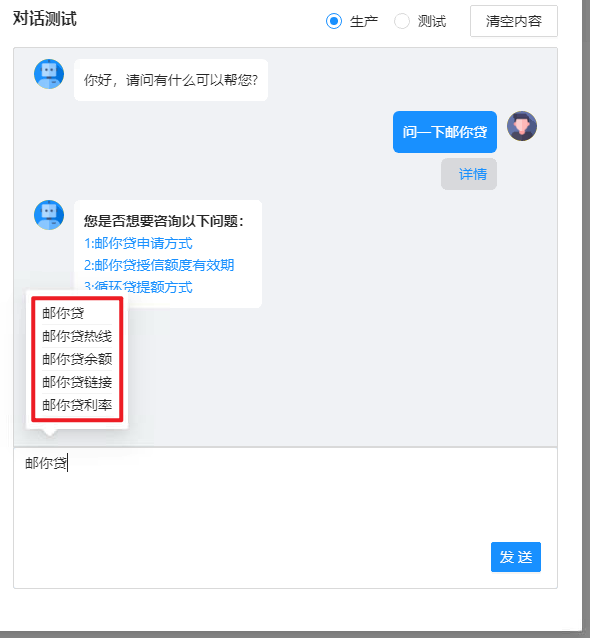 对话测试
生产
测试
清空内容
你好，请问有什么可以帮您?
问一下邮你贷
详情
您是否想要咨询以下问题：
1:邮你贷申请方式
2:邮你贷授信额度有效期
3:循环贷提额方式
邮你贷
邮你贷热线
邮你贷余额
邮你贷链接
邮你贷利率
邮你贷
发 送